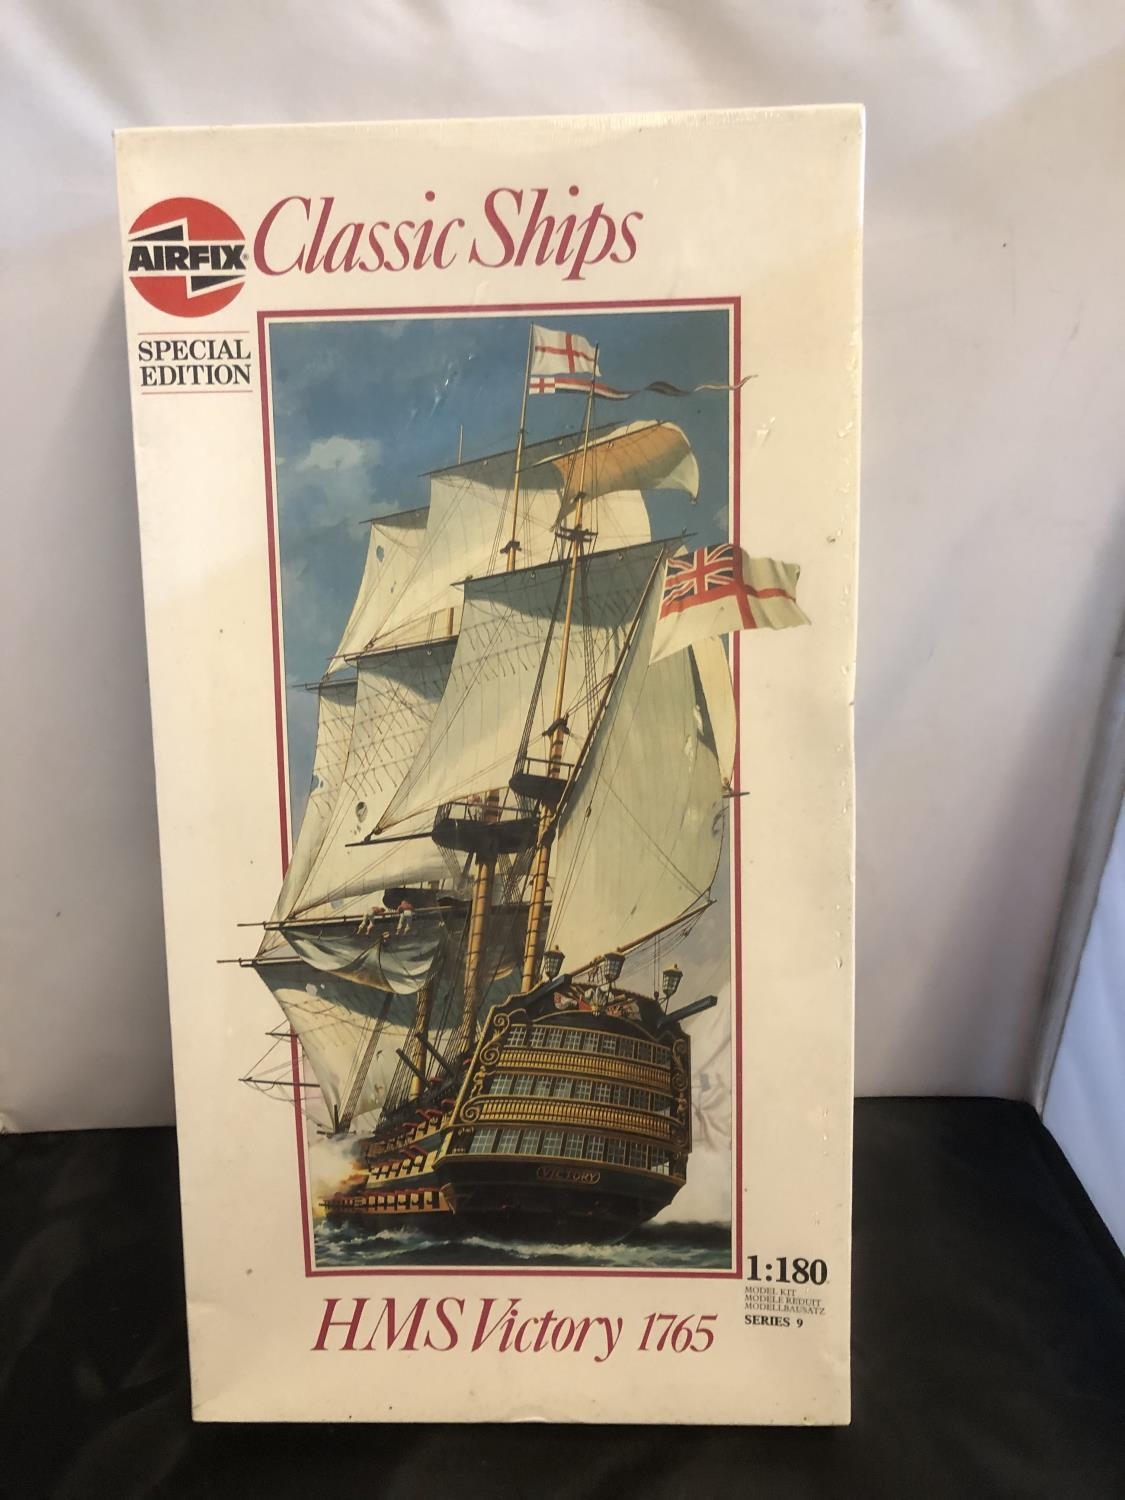 AIRFIX®
Classic Ships
SPECIAL
EDITION
VICTORY
1:180
MODEL KIT
MODELE REDUIT
MODELLBAUSATZ
SERIES 9
HMS Victory 1765